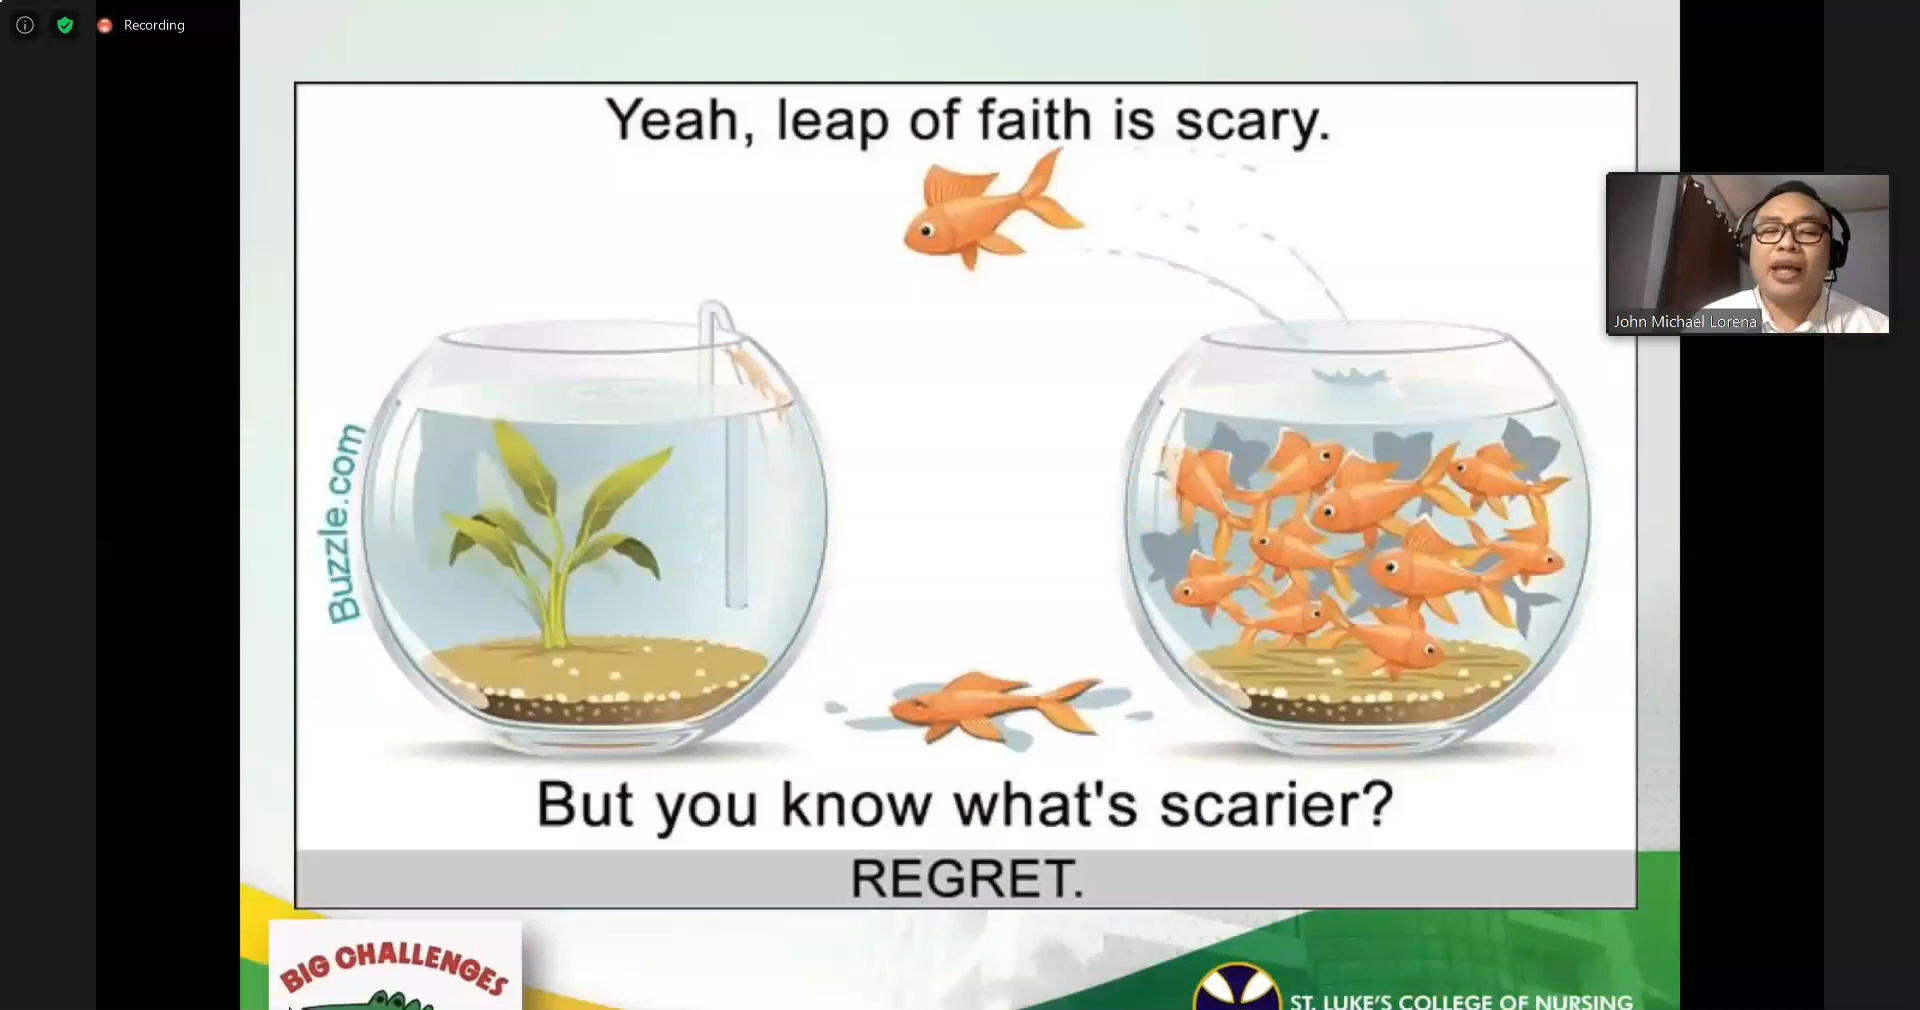 Recording
Yeah, leap of faith is scary.
John Michael Lorena
Buzzle.com
But you know what's scarier?
REGRET.
BIG CHALLENGES
ST. LUKE'S COLLEGE OF NURSING